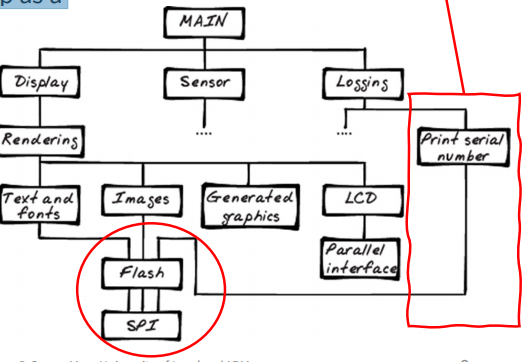 p as a
MAIN
Display
Sensor
Logging
....
....
Rendering
Print serial
number
Text and
fonts
Images
Generated
graphics
LCD
Parallel
interface
Flash
SPI